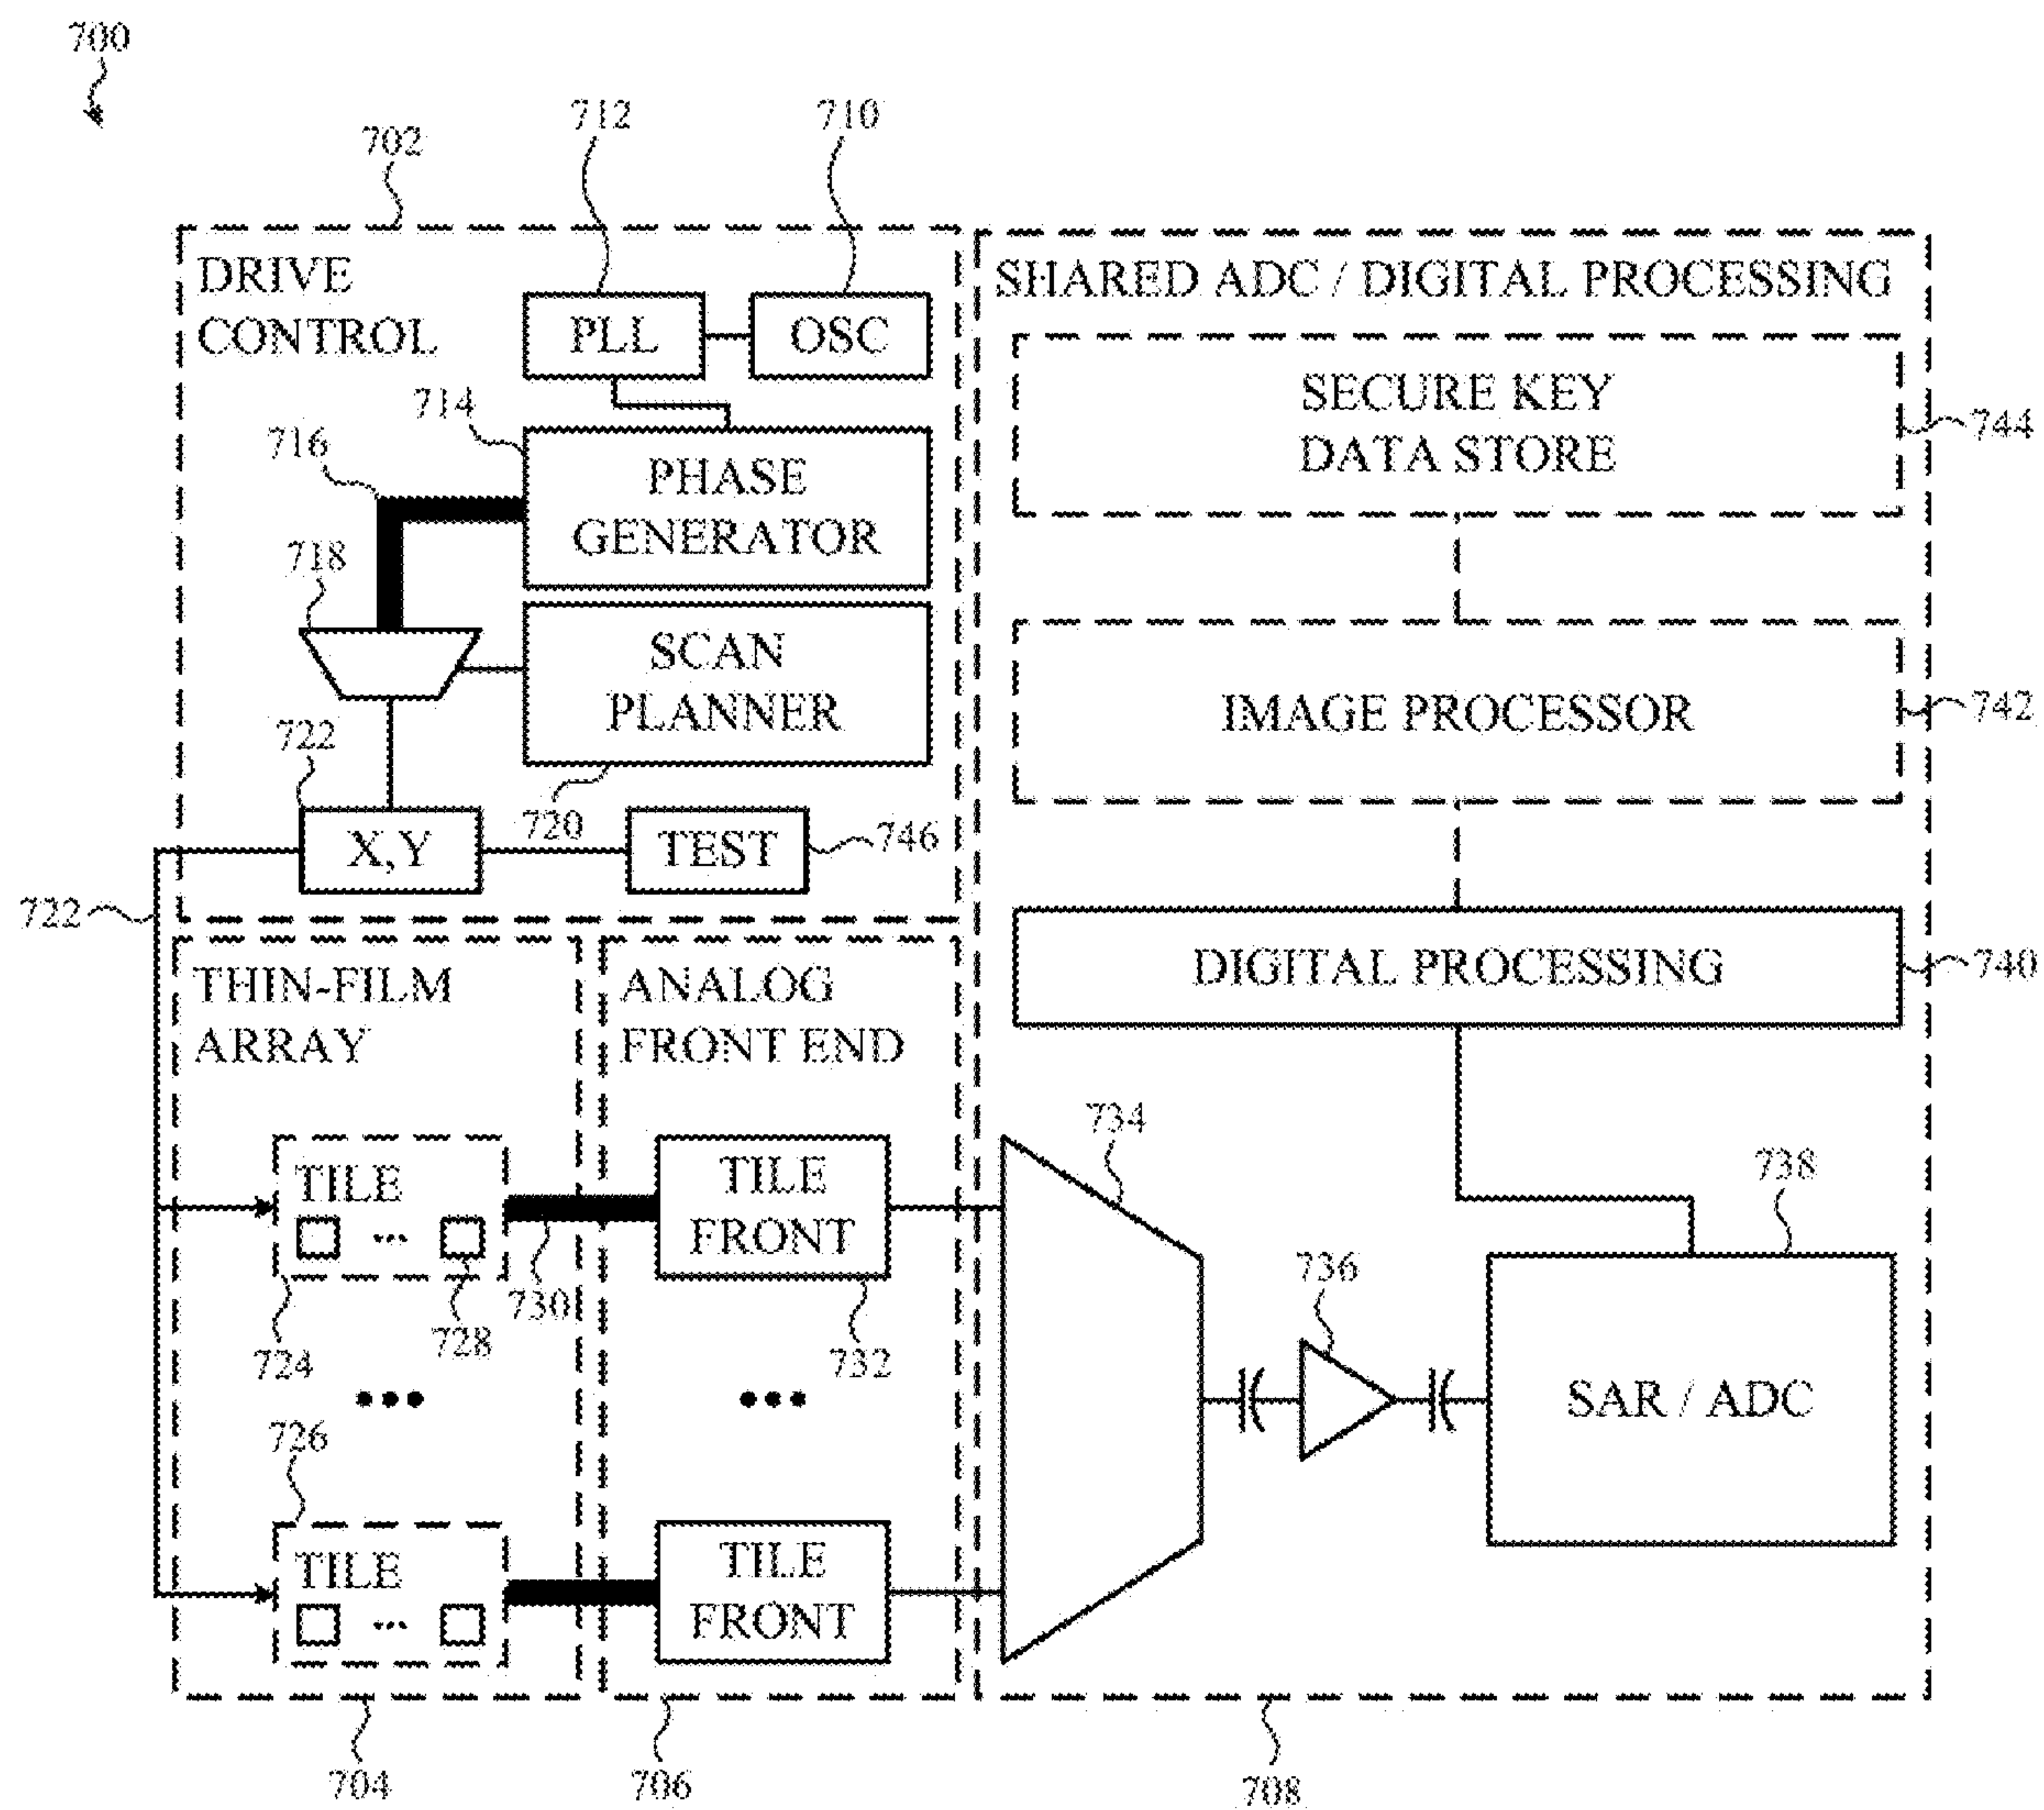 700
702
712
710
DRIVE
CONTROL
PLL
OSC
714
716
PHASE
GENERATOR
718
SCAN
PLANNER
722
720
X,Y
TEST
746
722
SHARED ADC / DIGITAL PROCESSING
SECURE KEY
DATA STORE
744
IMAGE PROCESSOR
742
DIGITAL PROCESSING
740
THIN-FILM
ARRAY
ANALOG
FRONT END
TILE
...
724
728
730
TILE
FRONT
732
...
...
726
TILE
...
TILE
FRONT
734
736
738
SAR / ADC
704
706
708